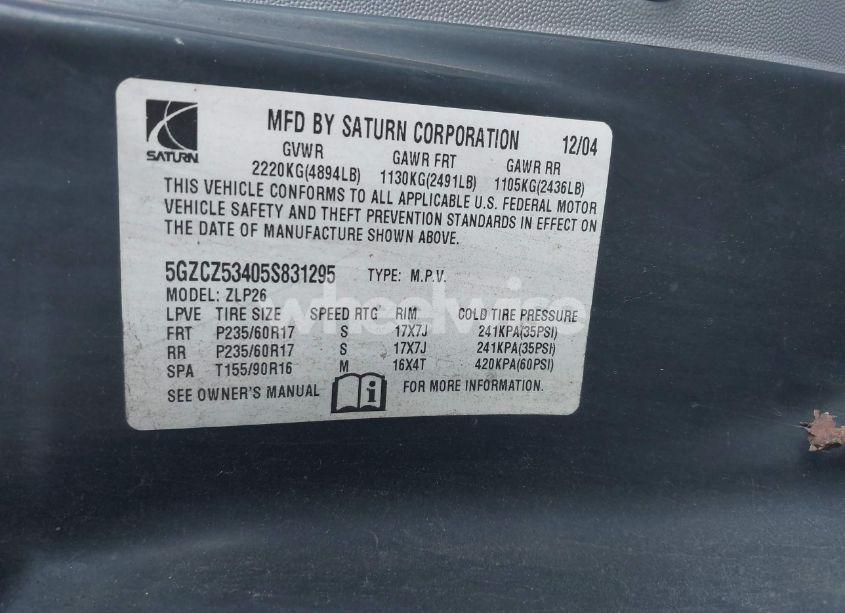 SATURN
MFD BY SATURN CORPORATION 12/04
GVWR GAWR FRT GAWR RR
2220KG(4894LB) 1130KG(2491LB) 1105KG(2436LB)
THIS VEHICLE CONFORMS TO ALL APPLICABLE U.S. FEDERAL MOTOR
VEHICLE SAFETY AND THEFT PREVENTION STANDARDS IN EFFECT ON
THE DATE OF MANUFACTURE SHOWN ABOVE.
5GZCZ53405S831295 TYPE: M.P.V.
MODEL: ZLP26
LPVE TIRE SIZE SPEED RTG RIM COLD TIRE PRESSURE
FRT P235/60R17 S 17X7J 241KPA(35PSI)
RR P235/60R17 S 17X7J 241KPA(35PSI)
SPA T155/90R16 M 16X4T 420KPA(60PSI)
SEE OWNER'S MANUAL i FOR MORE INFORMATION.
wheelwise